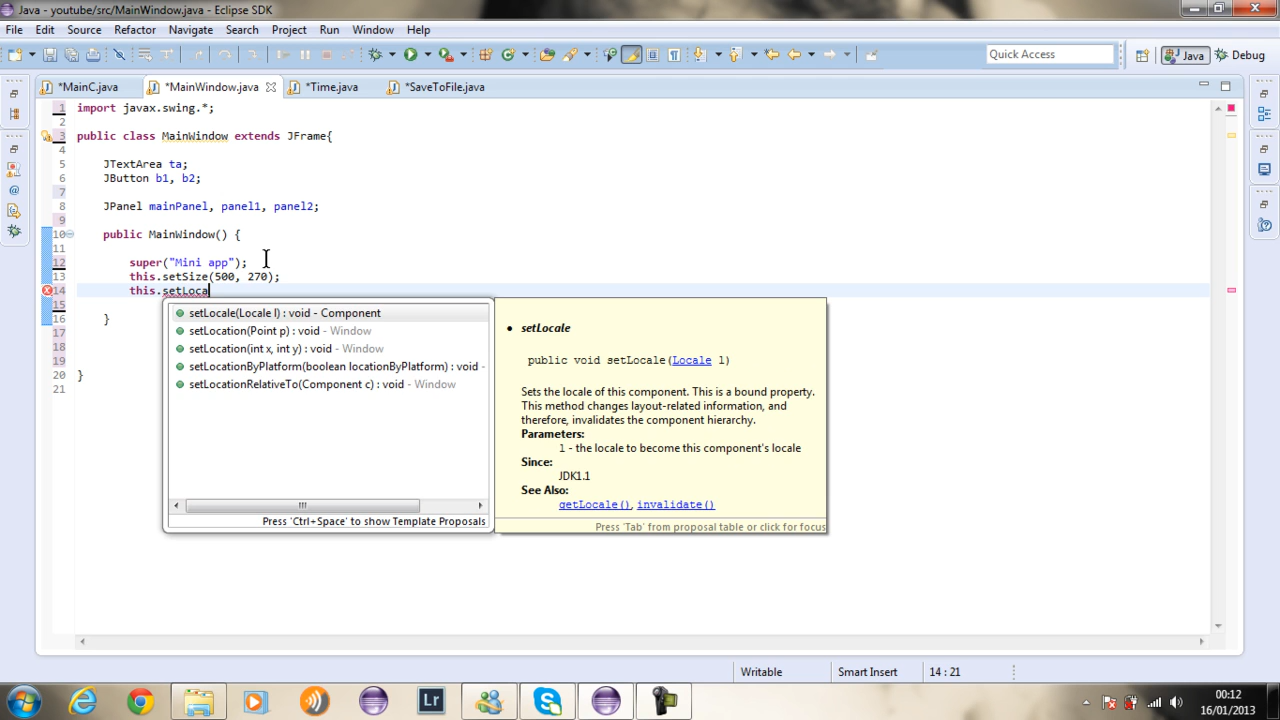 Java - youtube/src/MainWindow.java - Eclipse SDK
File Edit Source Refactor Navigate Search Project Run Window Help
Quick Access Java Debug
*MainC.java *MainWindow.java *Time.java *SaveToFile.java
1 import javax.swing.*;
2
3 public class MainWindow extends JFrame{
4
5 JTextArea ta;
6 JButton b1, b2;
7
8 JPanel mainPanel, panel1, panel2;
9
10 public MainWindow() {
11
12 super("Mini app");
13 this.setSize(500, 270);
14 this.setLoca
15
16 }
17
18
19
20 }
21
setLocale(Locale l) : void - Component
setLocation(Point p) : void - Window
setLocation(int x, int y) : void - Window
setLocationByPlatform(boolean locationByPlatform) : void -
setLocationRelativeTo(Component c) : void - Window
Press 'Ctrl+Space' to show Template Proposals
setLocale
public void setLocale(Locale l)
Sets the locale of this component. This is a bound property.
This method changes layout-related information, and
therefore, invalidates the component hierarchy.
Parameters:
l - the locale to become this component's locale
Since:
JDK1.1
See Also:
getLocale(), invalidate()
Press 'Tab' from proposal table or click for focus
Writable Smart Insert 14 : 21
Lr
00:12
16/01/2013